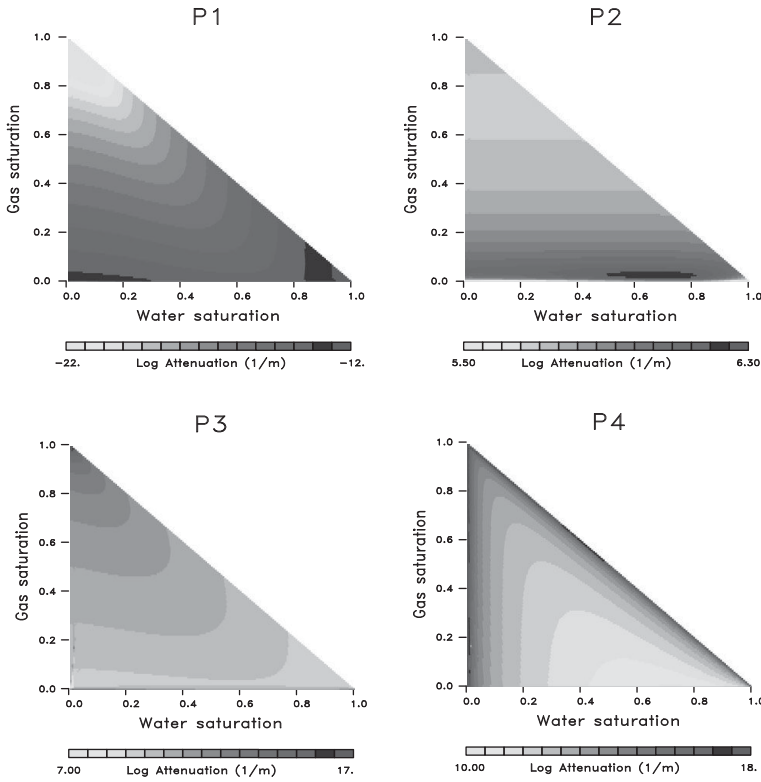 P1
1.0
0.8
0.6
0.4
0.2
0.0
Gas saturation
0.0 0.2 0.4 0.6 0.8 1.0
Water saturation
-22. Log Attenuation (1/m) -12.
P2
1.0
0.8
0.6
0.4
0.2
0.0
Gas saturation
0.0 0.2 0.4 0.6 0.8 1.0
Water saturation
5.50 Log Attenuation (1/m) 6.30
P3
1.0
0.8
0.6
0.4
0.2
0.0
Gas saturation
0.0 0.2 0.4 0.6 0.8 1.0
Water saturation
7.00 Log Attenuation (1/m) 17.
P4
1.0
0.8
0.6
0.4
0.2
0.0
Gas saturation
0.0 0.2 0.4 0.6 0.8 1.0
Water saturation
10.00 Log Attenuation (1/m) 18.